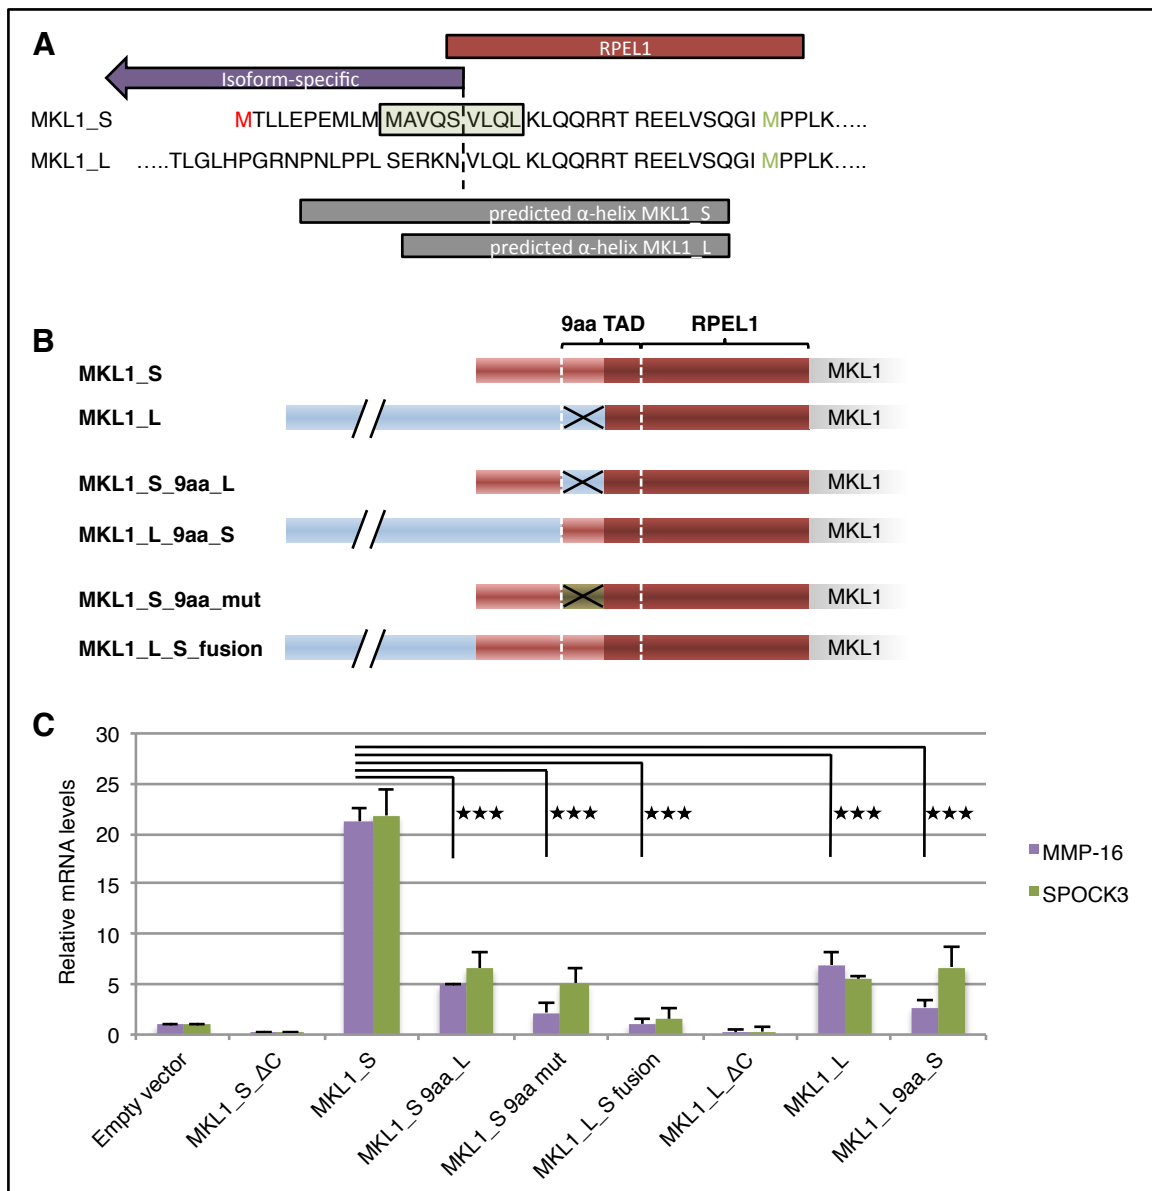 A
RPEL1
Isoform-specific
MKL1_S MTLLEPEMLM MAVQS VLQL KLQQRRT REELVSQGI MPPLK.....
MKL1_L .....TLGLHPGRNPNLPPL SERKN VLQL KLQQRRT REELVSQGI MPPLK.....
predicted α-helix MKL1_S
predicted α-helix MKL1_L
B
9aa TAD RPEL1
MKL1_S MKL1
MKL1_L MKL1
MKL1_S_9aa_L MKL1
MKL1_L_9aa_S MKL1
MKL1_S_9aa_mut MKL1
MKL1_L_S_fusion MKL1
C
Relative mRNA levels
30
25
20
15
10
5
0
★★★ ★★★ ★★★ ★★★ ★★★
MMP-16
SPOCK3
Empty vector
MKL1_S_ΔC
MKL1_S
MKL1_S 9aa_L
MKL1_S 9aa mut
MKL1_L_S fusion
MKL1_L_ΔC
MKL1_L
MKL1_L 9aa_S